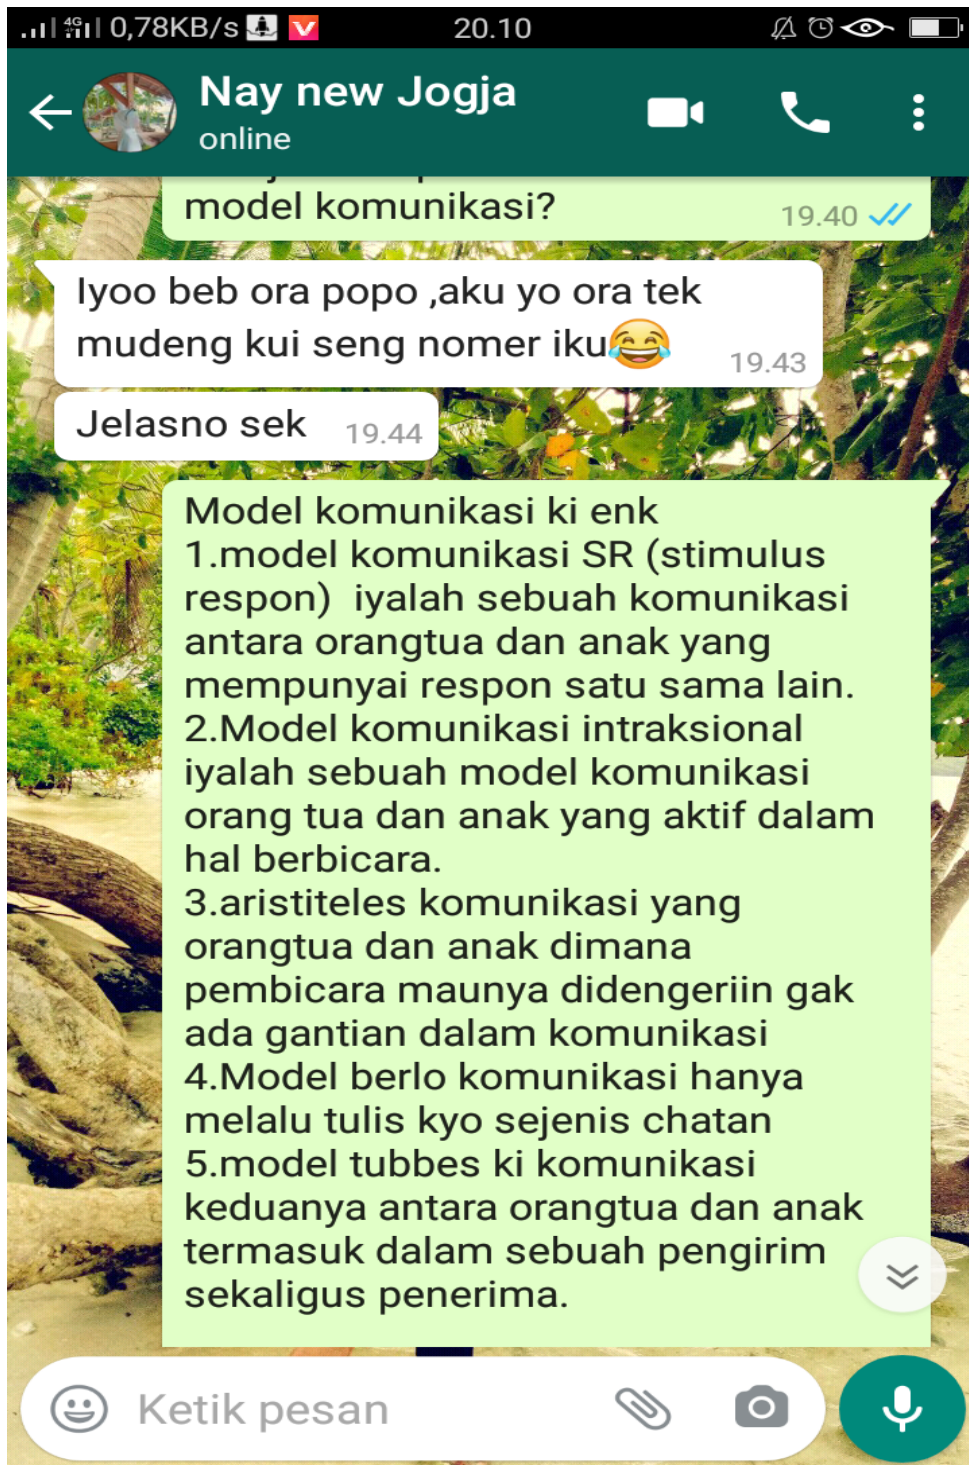 4G 0,78KB/s 20.10
Nay new Jogja
online
model komunikasi?
19.40
Iyoo beb ora popo ,aku yo ora tek
mudeng kui seng nomer iku😂
19.43
Jelasno sek
19.44
Model komunikasi ki enk
1.model komunikasi SR (stimulus
respon)  iyalah sebuah komunikasi
antara orangtua dan anak yang
mempunyai respon satu sama lain.
2.Model komunikasi intraksional
iyalah sebuah model komunikasi
orang tua dan anak yang aktif dalam
hal berbicara.
3.aristiteles komunikasi yang
orangtua dan anak dimana
pembicara maunya didengeriin gak
ada gantian dalam komunikasi
4.Model berlo komunikasi hanya
melalu tulis kyo sejenis chatan
5.model tubbes ki komunikasi
keduanya antara orangtua dan anak
termasuk dalam sebuah pengirim
sekaligus penerima.
Ketik pesan